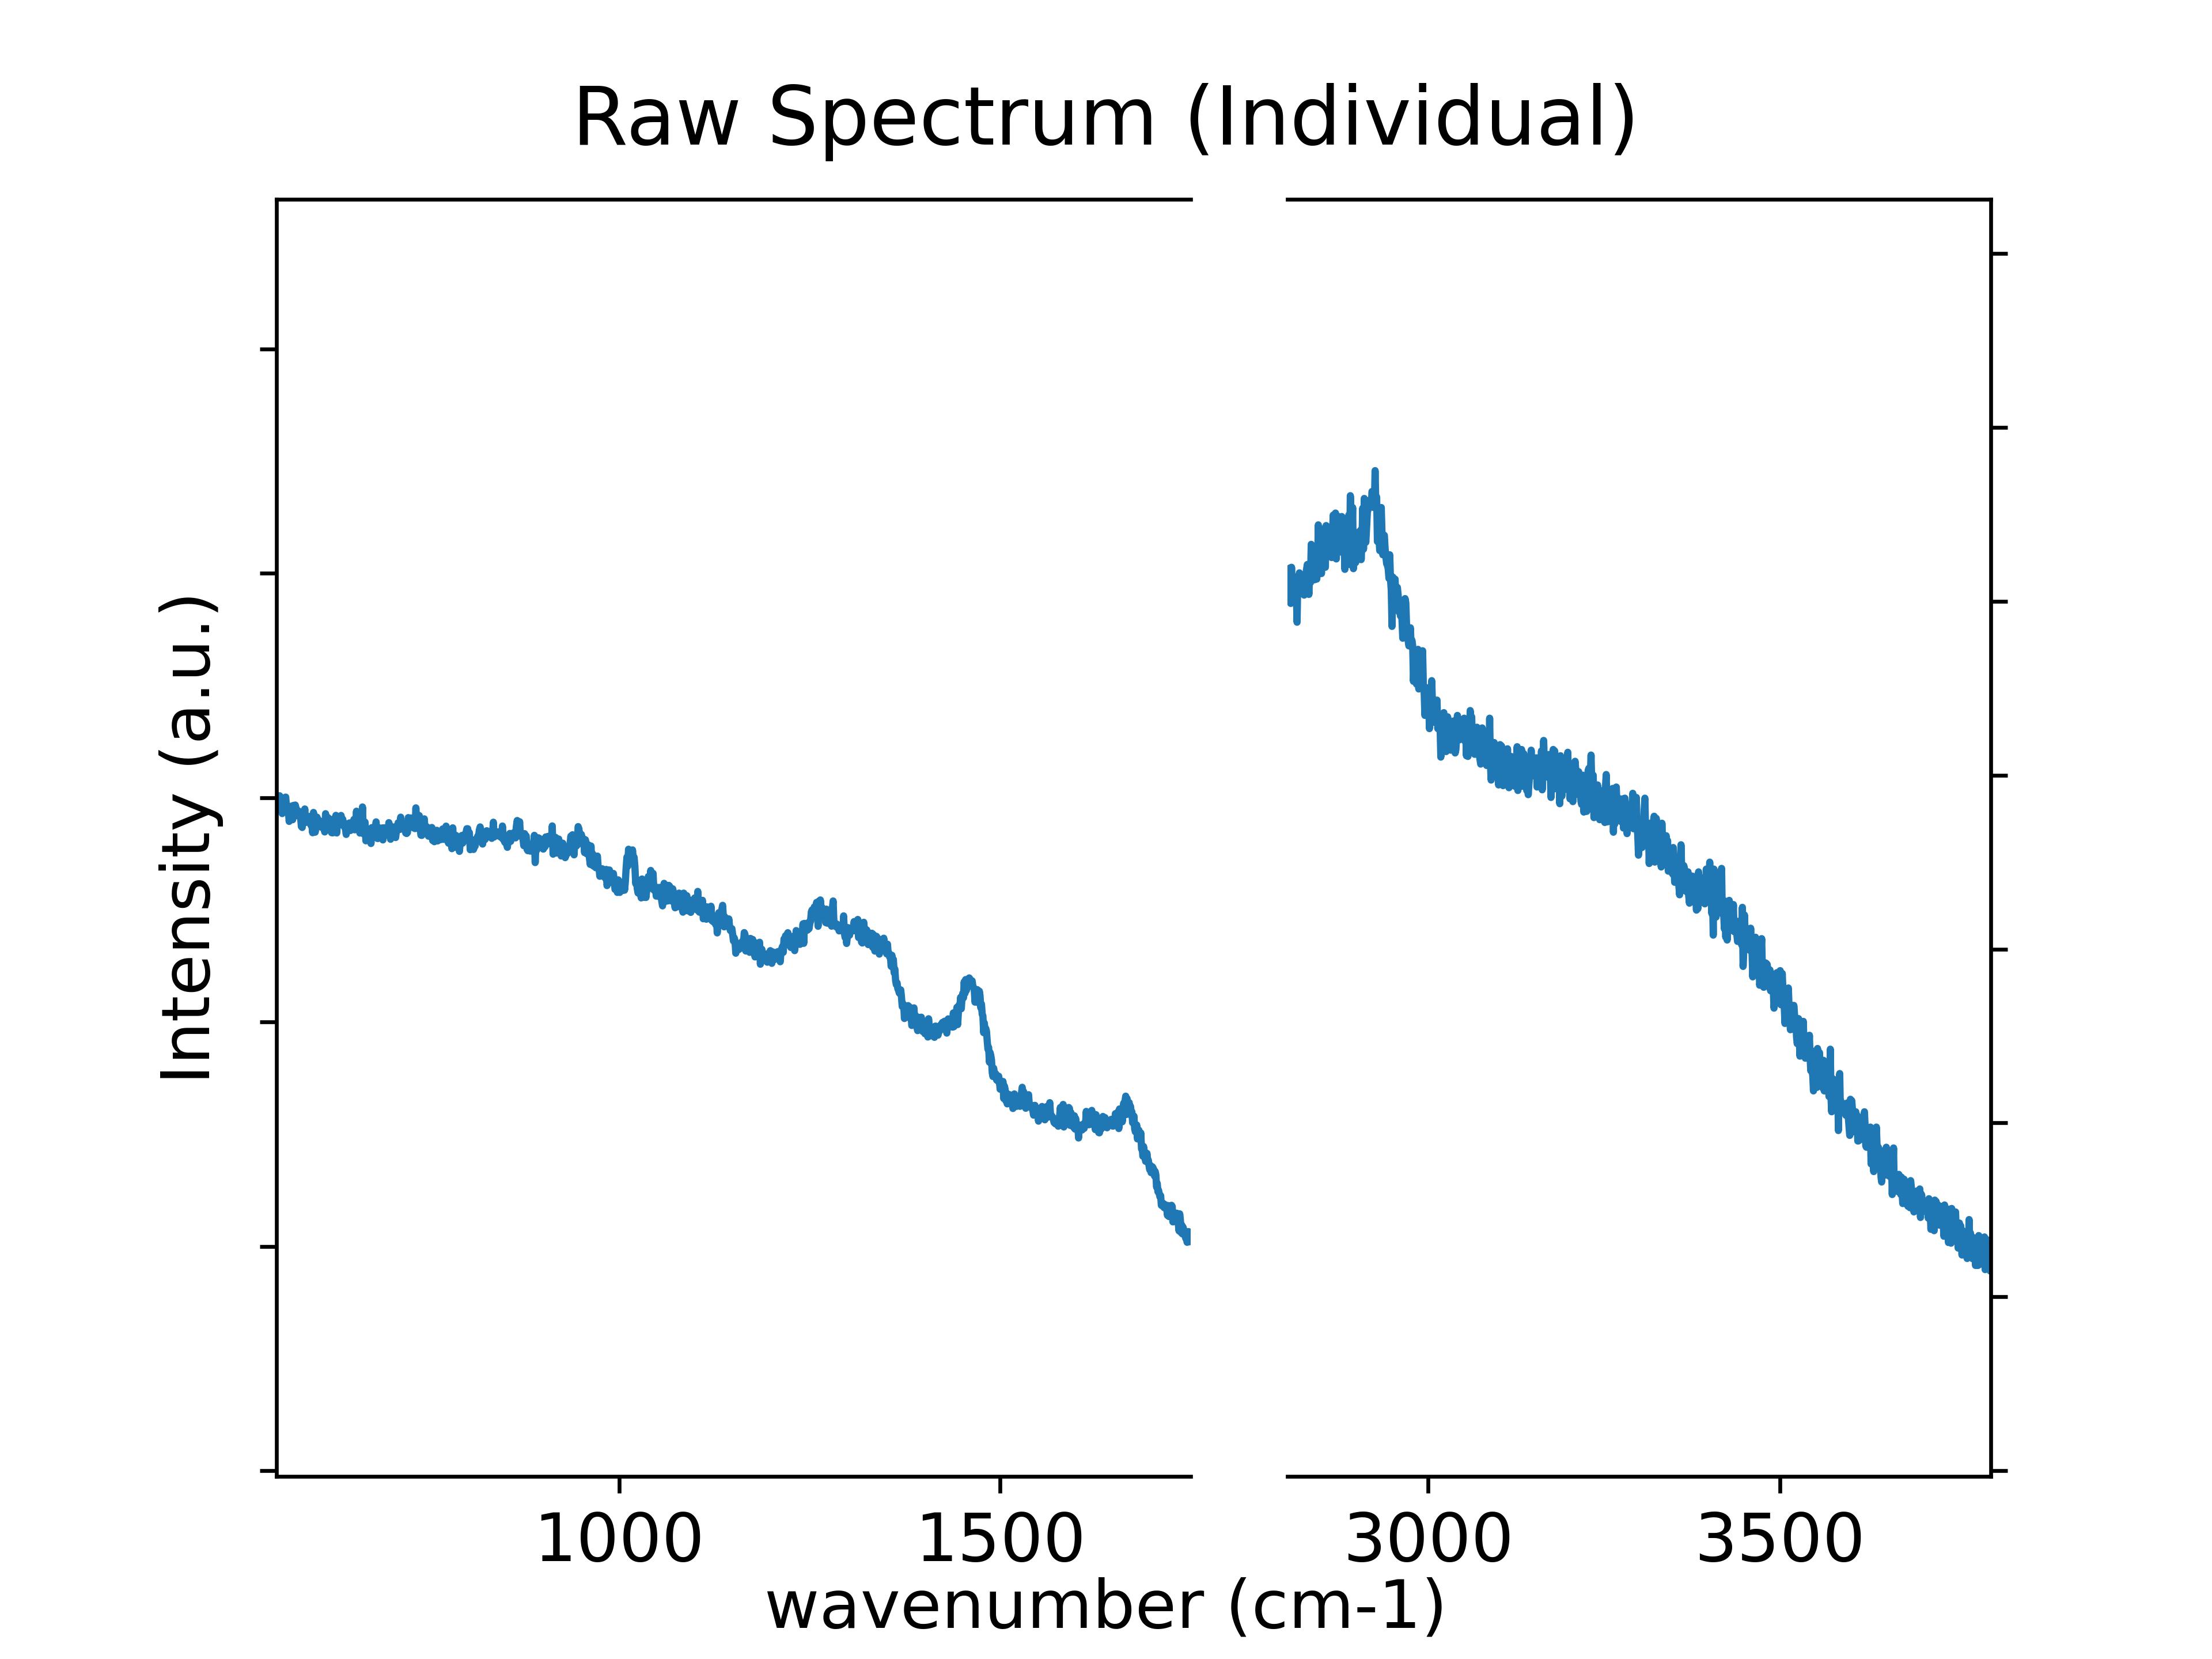 Raw Spectrum (Individual)
Intensity (a.u.)
1000 1500 3000 3500
wavenumber (cm-1)